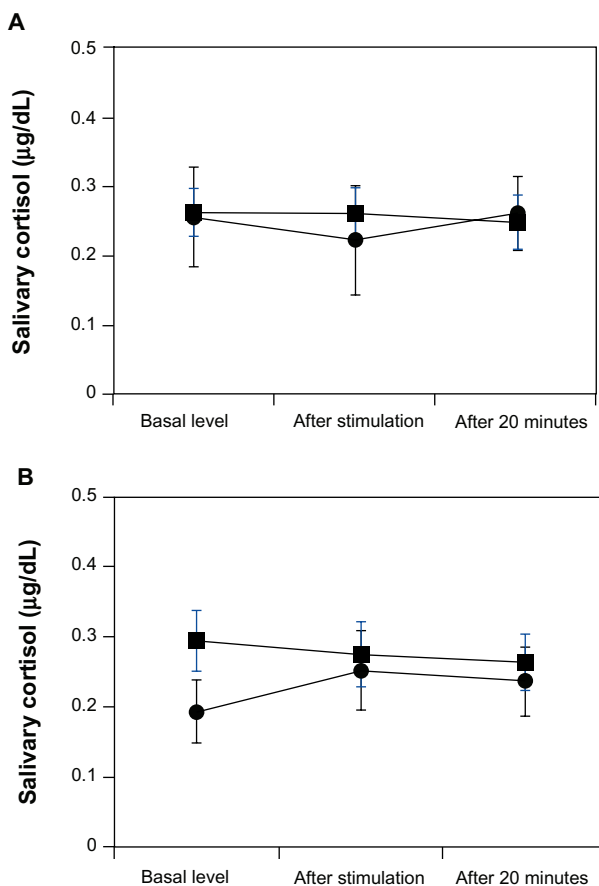 A
Salivary cortisol (µg/dL)
0.5
0.4
0.3
0.2
0.1
0
Basal level After stimulation After 20 minutes
B
Salivary cortisol (µg/dL)
0.5
0.4
0.3
0.2
0.1
0
Basal level After stimulation After 20 minutes